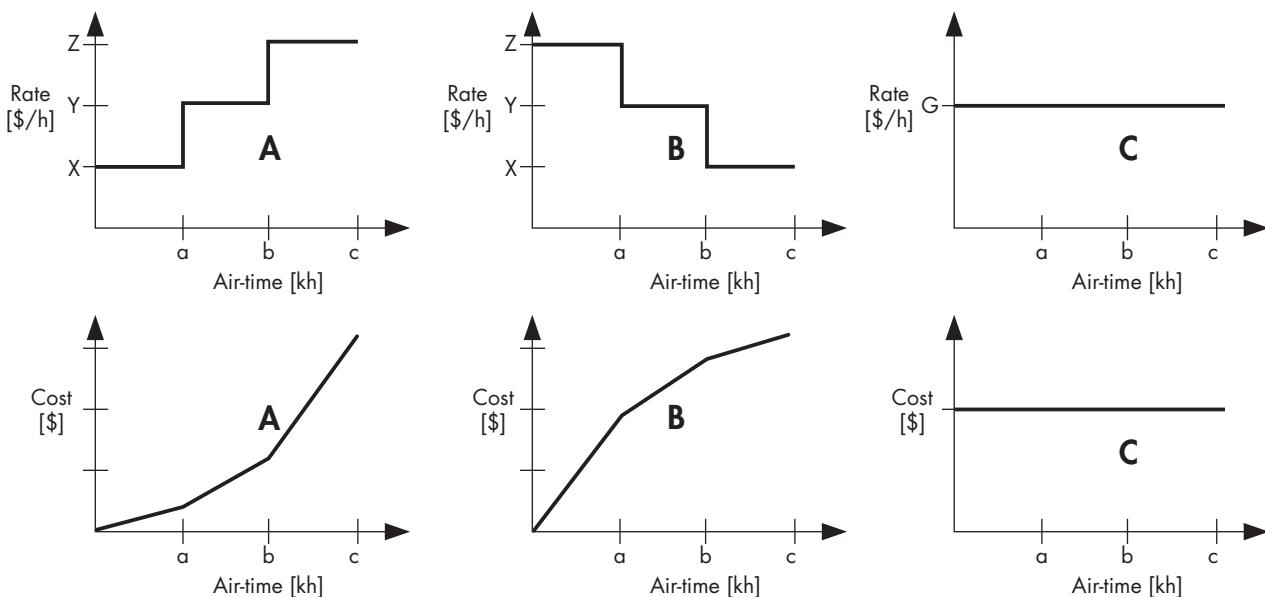 Z
Rate
[$/h]
Y
X
A
a b c
Air-time [kh]
Z
Rate
[$/h]
Y
X
B
a b c
Air-time [kh]
Rate
[$/h]
G
C
a b c
Air-time [kh]
Cost
[$]
A
a b c
Air-time [kh]
Cost
[$]
B
a b c
Air-time [kh]
Cost
[$]
C
a b c
Air-time [kh]